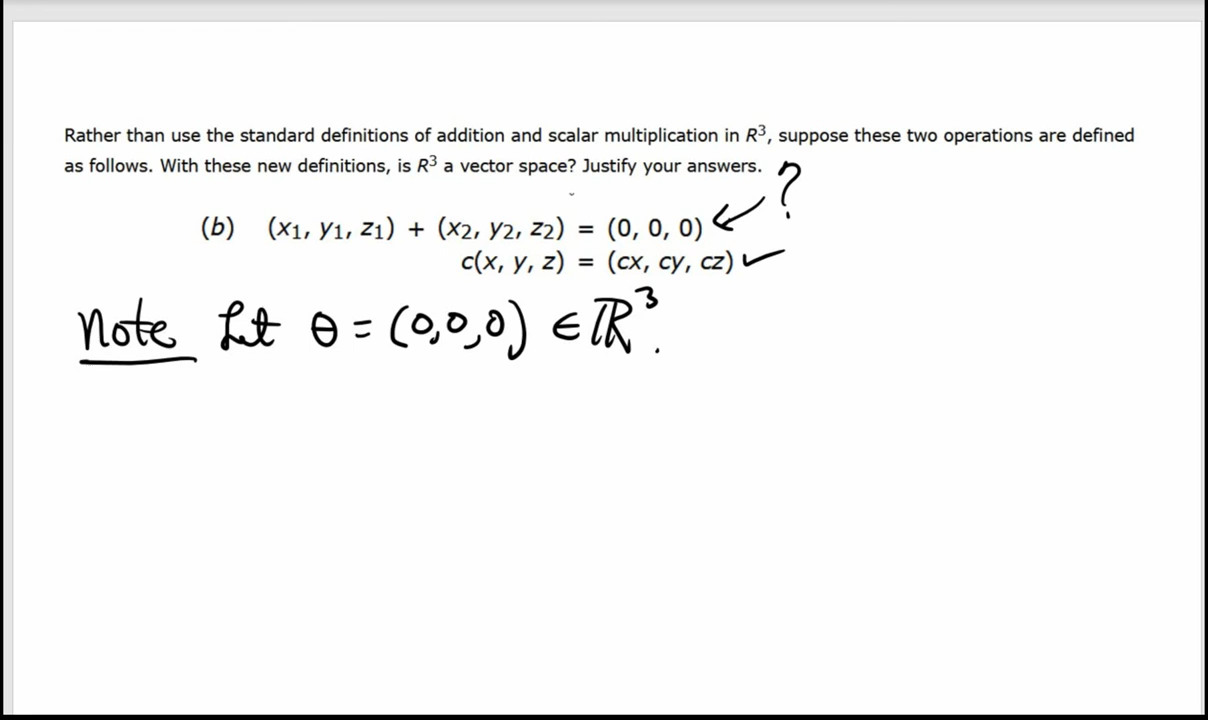 Rather than use the standard definitions of addition and scalar multiplication in R³, suppose these two operations are defined
as follows. With these new definitions, is R³ a vector space? Justify your answers.
?
(b) (x₁, y₁, z₁) + (x₂, y₂, z₂) = (0, 0, 0)
c(x, y, z) = (cx, cy, cz)
Note Let θ = (0,0,0) ∈ ℝ³.